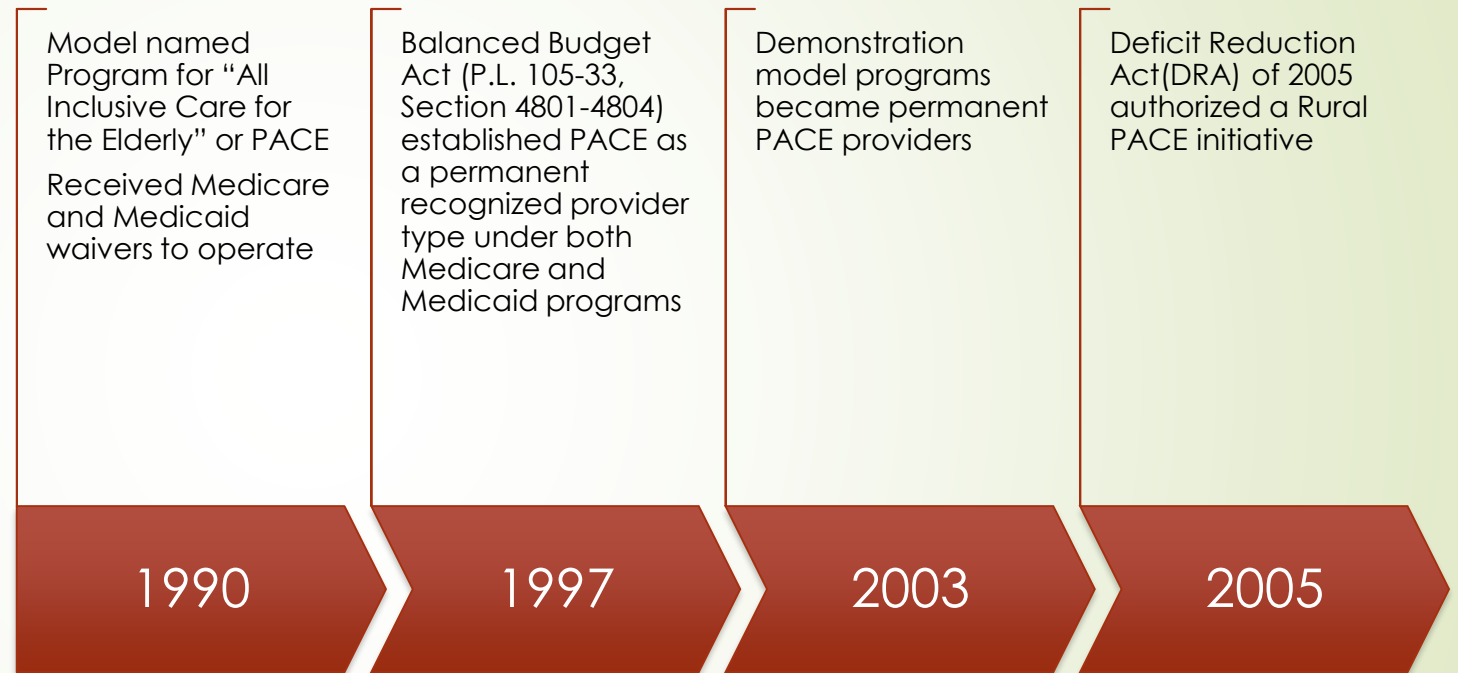 Model named
Program for “All
Inclusive Care for
the Elderly” or PACE
Received Medicare
and Medicaid
waivers to operate
1990
Balanced Budget
Act (P.L. 105-33,
Section 4801-4804)
established PACE as
a permanent
recognized provider
type under both
Medicare and
Medicaid programs
1997
Demonstration
model programs
became permanent
PACE providers
2003
Deficit Reduction
Act(DRA) of 2005
authorized a Rural
PACE initiative
2005